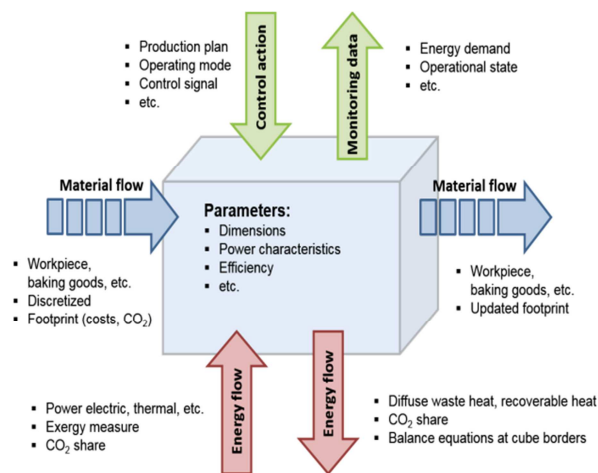 ▪ Production plan
▪ Operating mode
▪ Control signal
▪ etc.
Control action
Monitoring data
▪ Energy demand
▪ Operational state
▪ etc.
Material flow
▪ Workpiece,
baking goods, etc.
▪ Discretized
▪ Footprint (costs, CO₂)
Parameters:
▪ Dimensions
▪ Power characteristics
▪ Efficiency
▪ etc.
Material flow
▪ Workpiece,
baking goods, etc.
▪ Updated footprint
▪ Power electric, thermal, etc.
▪ Exergy measure
▪ CO₂ share
Energy flow
Energy flow
▪ Diffuse waste heat, recoverable heat
▪ CO₂ share
▪ Balance equations at cube borders